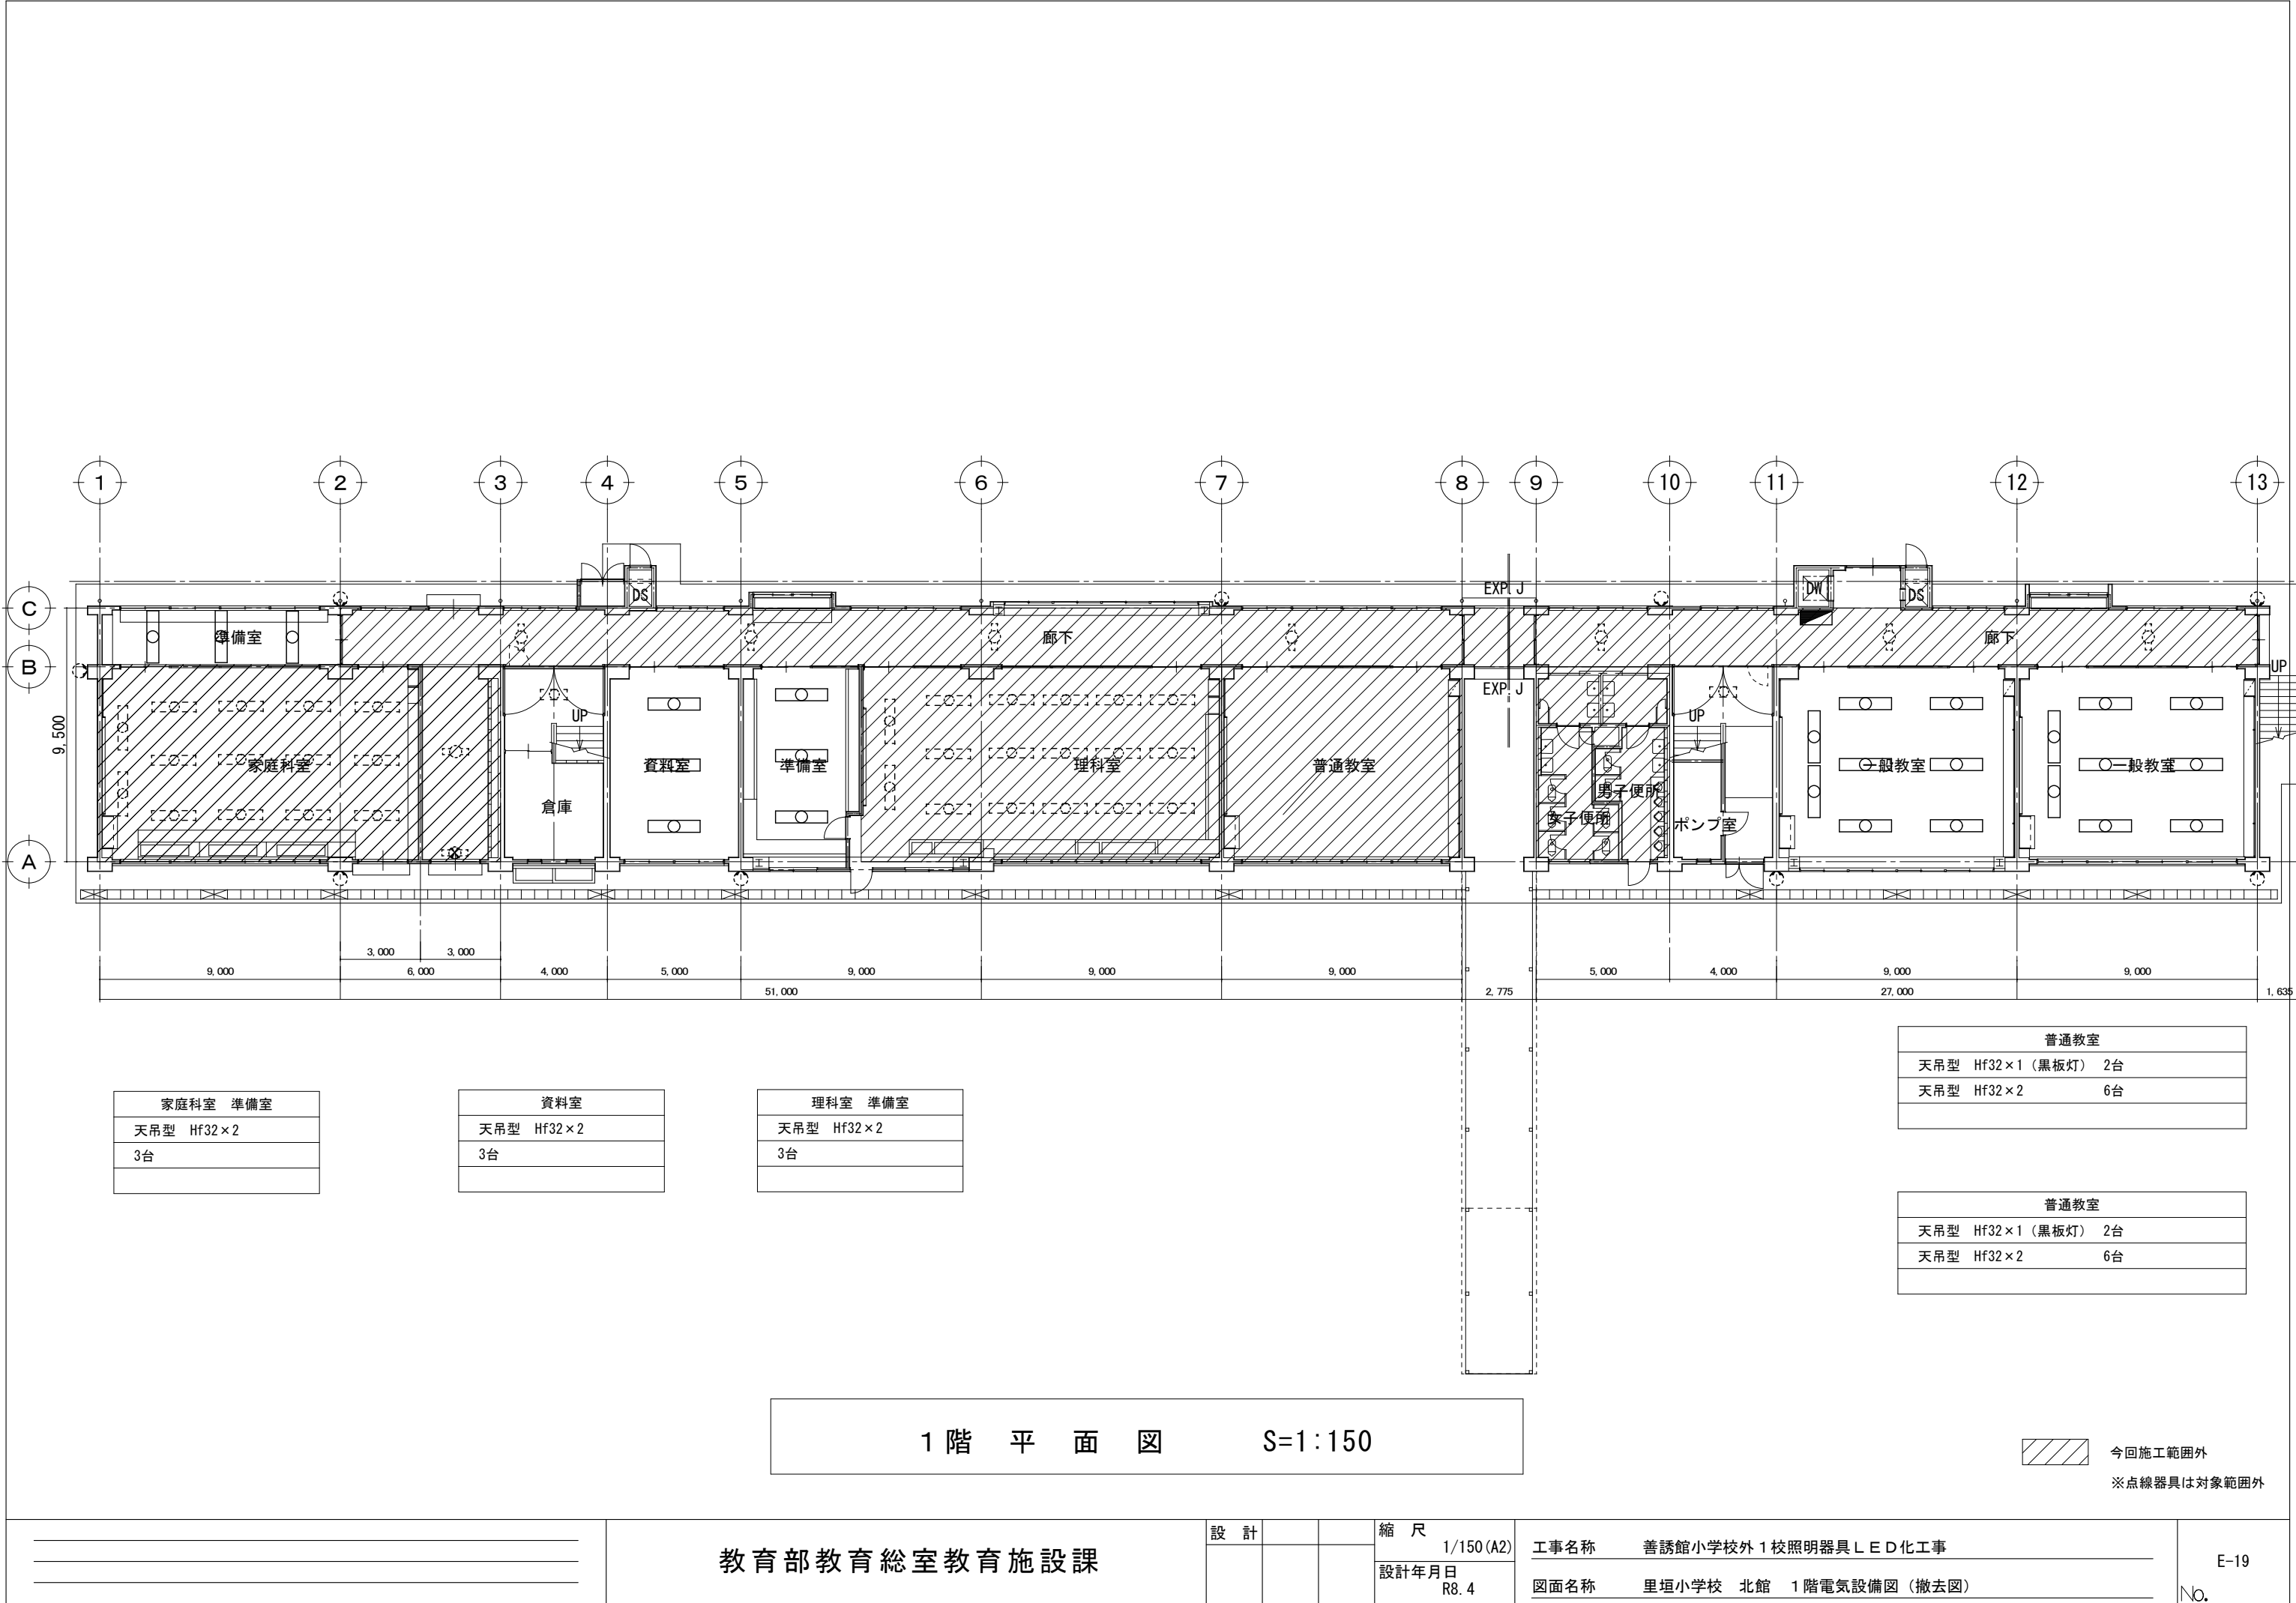 1 2 3 4 5 6 7 8 9 10 11 12 13
C
B
A
9,500
DS
EXP. J
DW
DS
準備室
廊下
廊下
EXP. J
UP
UP
UP
家庭科室
倉庫
資料室
準備室
理科室
普通教室
男子便所
女子便所
ポンプ室
一般教室
一般教室
3,000 3,000
9,000 6,000 4,000 5,000 9,000 9,000 9,000 5,000 4,000 9,000 9,000
51,000 2,775 27,000 1,635
家庭科室 準備室
天吊型 Hf32×2
3台
資料室
天吊型 Hf32×2
3台
理科室 準備室
天吊型 Hf32×2
3台
普通教室
天吊型 Hf32×1(黒板灯) 2台
天吊型 Hf32×2 6台
普通教室
天吊型 Hf32×1(黒板灯) 2台
天吊型 Hf32×2 6台
1階 平 面 図 S=1:150
今回施工範囲外
※点線器具は対象範囲外
教育部教育総室教育施設課
設 計
縮 尺
1/150(A2)
設計年月日
R8.4
工事名称 善誘館小学校外1校照明器具LED化工事
図面名称 里垣小学校 北館 1階電気設備図(撤去図)
E-19
No.